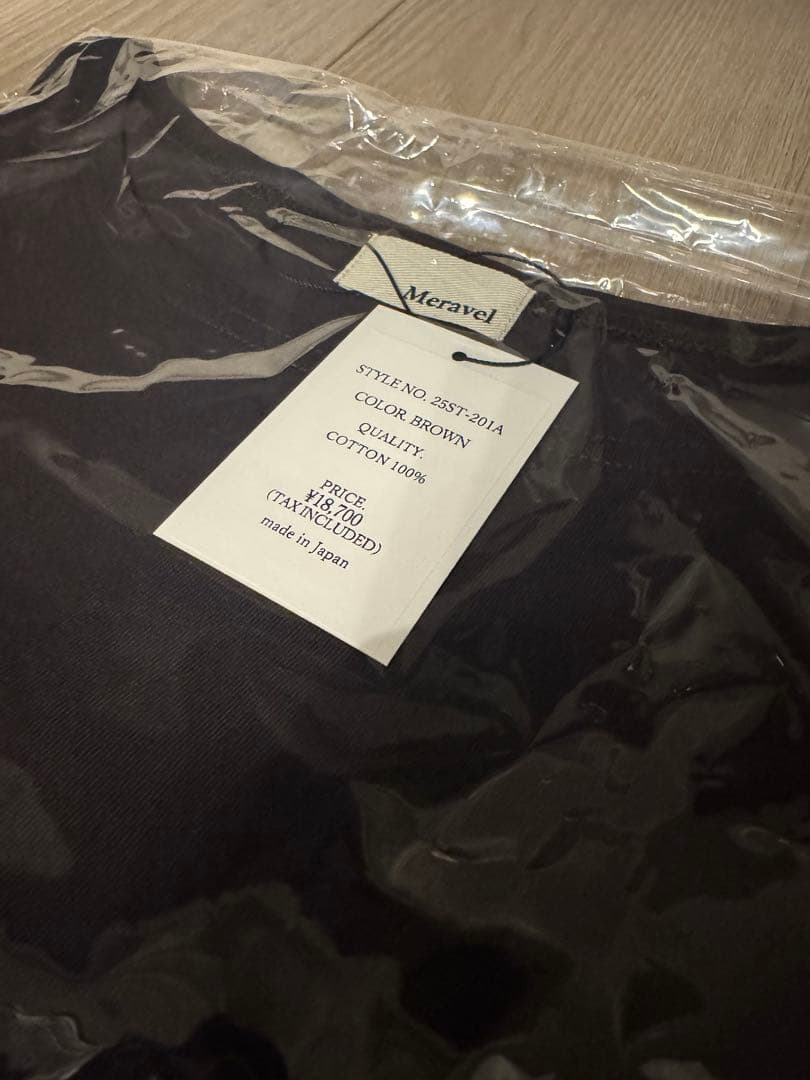 Meravel
STYLE NO. 25ST-201A
COLOR. BROWN
QUALITY.
COTTON 100%
PRICE.
¥18,700
(TAX INCLUDED)
made in Japan